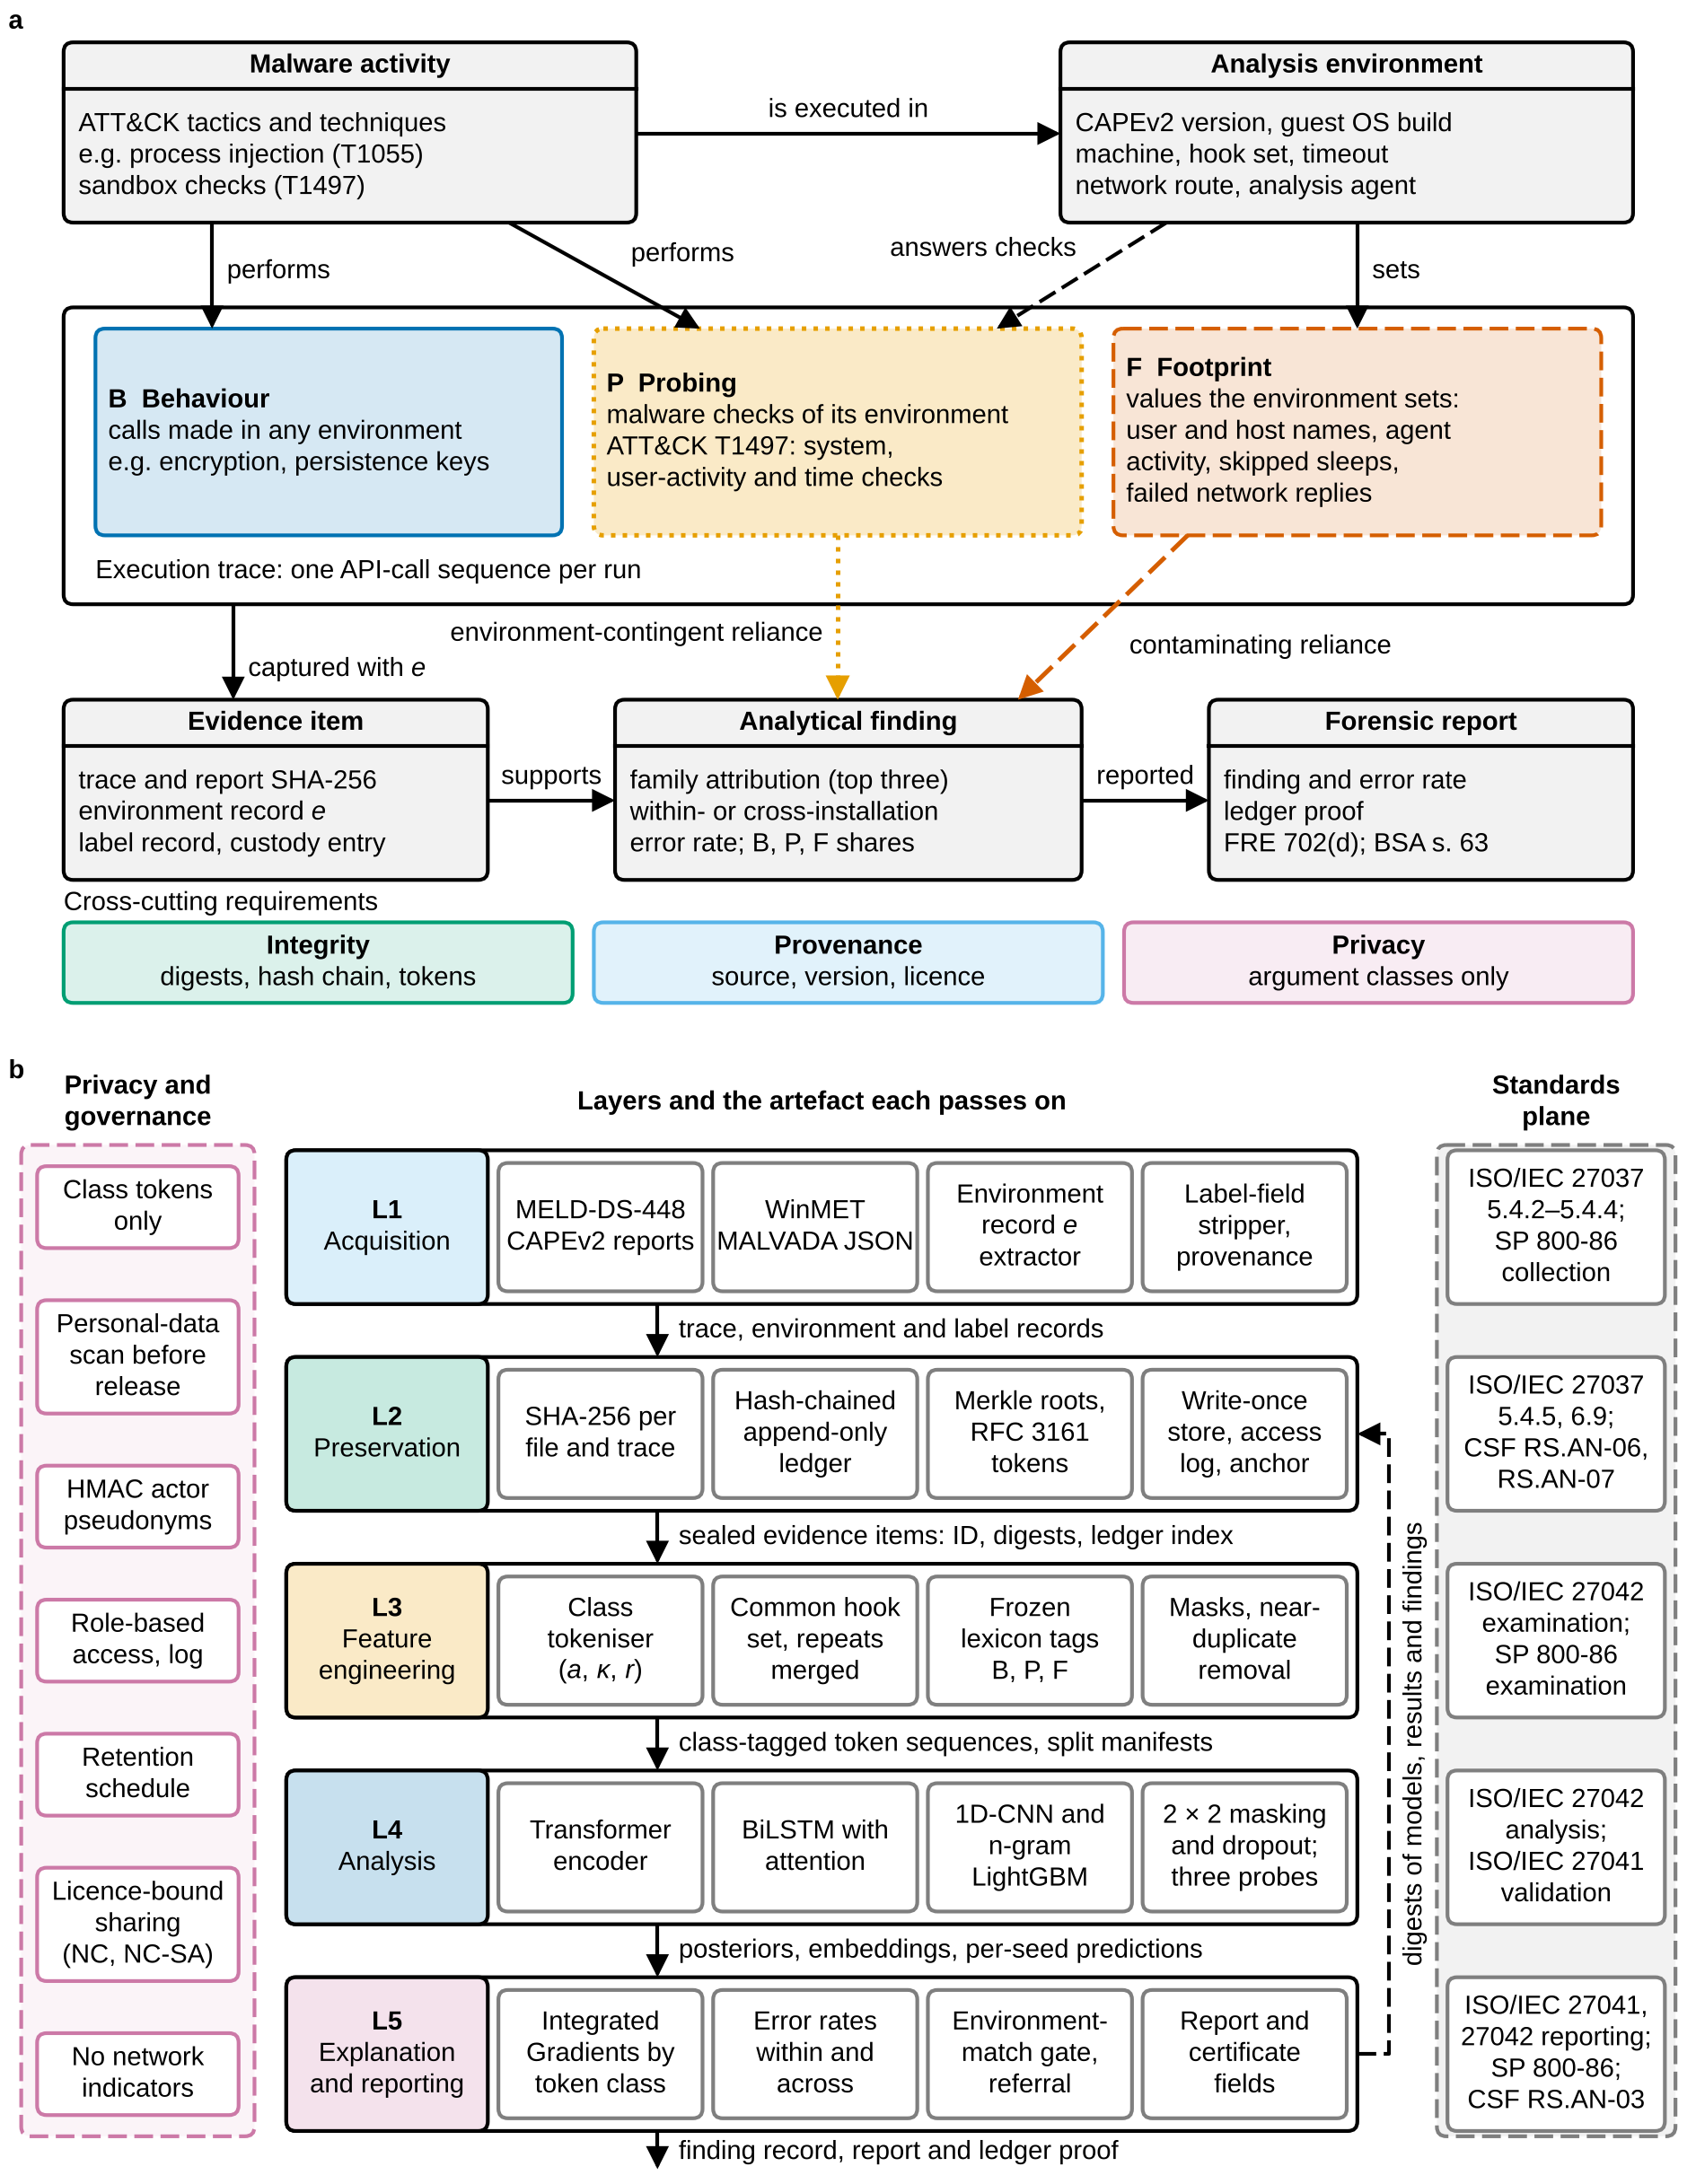 a
Malware activity
ATT&CK tactics and techniques
e.g. process injection (T1055)
sandbox checks (T1497)
is executed in
Analysis environment
CAPEv2 version, guest OS build
machine, hook set, timeout
network route, analysis agent
performs
performs
answers checks
sets
B Behaviour
calls made in any environment
e.g. encryption, persistence keys
P Probing
malware checks of its environment
ATT&CK T1497: system,
user-activity and time checks
F Footprint
values the environment sets:
user and host names, agent
activity, skipped sleeps,
failed network replies
Execution trace: one API-call sequence per run
captured with e
environment-contingent reliance
contaminating reliance
Evidence item
trace and report SHA-256
environment record e
label record, custody entry
supports
Analytical finding
family attribution (top three)
within- or cross-installation
error rate; B, P, F shares
reported
Forensic report
finding and error rate
ledger proof
FRE 702(d); BSA s. 63
Cross-cutting requirements
Integrity
digests, hash chain, tokens
Provenance
source, version, licence
Privacy
argument classes only
b
Privacy and
governance
Class tokens
only
Personal-data
scan before
release
HMAC actor
pseudonyms
Role-based
access, log
Retention
schedule
Licence-bound
sharing
(NC, NC-SA)
No network
indicators
Layers and the artefact each passes on
L1
Acquisition
MELD-DS-448
CAPEv2 reports
WinMET
MALVADA JSON
Environment
record e
extractor
Label-field
stripper,
provenance
trace, environment and label records
L2
Preservation
SHA-256 per
file and trace
Hash-chained
append-only
ledger
Merkle roots,
RFC 3161
tokens
Write-once
store, access
log, anchor
sealed evidence items: ID, digests, ledger index
L3
Feature
engineering
Class
tokeniser
(a, κ, r)
Common hook
set, repeats
merged
Frozen
lexicon tags
B, P, F
Masks, near-
duplicate
removal
class-tagged token sequences, split manifests
L4
Analysis
Transformer
encoder
BiLSTM with
attention
1D-CNN and
n-gram
LightGBM
2 × 2 masking
and dropout;
three probes
posteriors, embeddings, per-seed predictions
L5
Explanation
and reporting
Integrated
Gradients by
token class
Error rates
within and
across
Environment-
match gate,
referral
Report and
certificate
fields
finding record, report and ledger proof
digests of models, results and findings
Standards
plane
ISO/IEC 27037
5.4.2–5.4.4;
SP 800-86
collection
ISO/IEC 27037
5.4.5, 6.9;
CSF RS.AN-06,
RS.AN-07
ISO/IEC 27042
examination;
SP 800-86
examination
ISO/IEC 27042
analysis;
ISO/IEC 27041
validation
ISO/IEC 27041,
27042 reporting;
SP 800-86;
CSF RS.AN-03